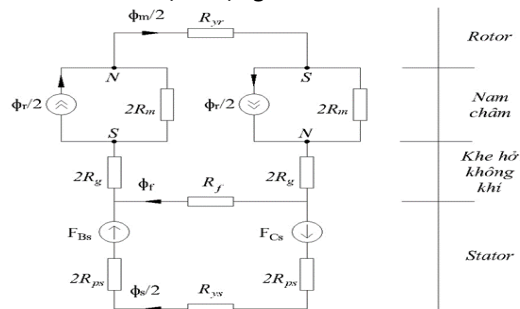 ϕm/2
Ryr
Rotor
N
S
ϕr/2
2Rm
ϕr/2
2Rm
Nam
châm
S
N
2Rg
2Rg
Khe hở
không
khí
ϕf
Rf
FBs
FCs
Stator
2Rps
2Rps
ϕs/2
Rys